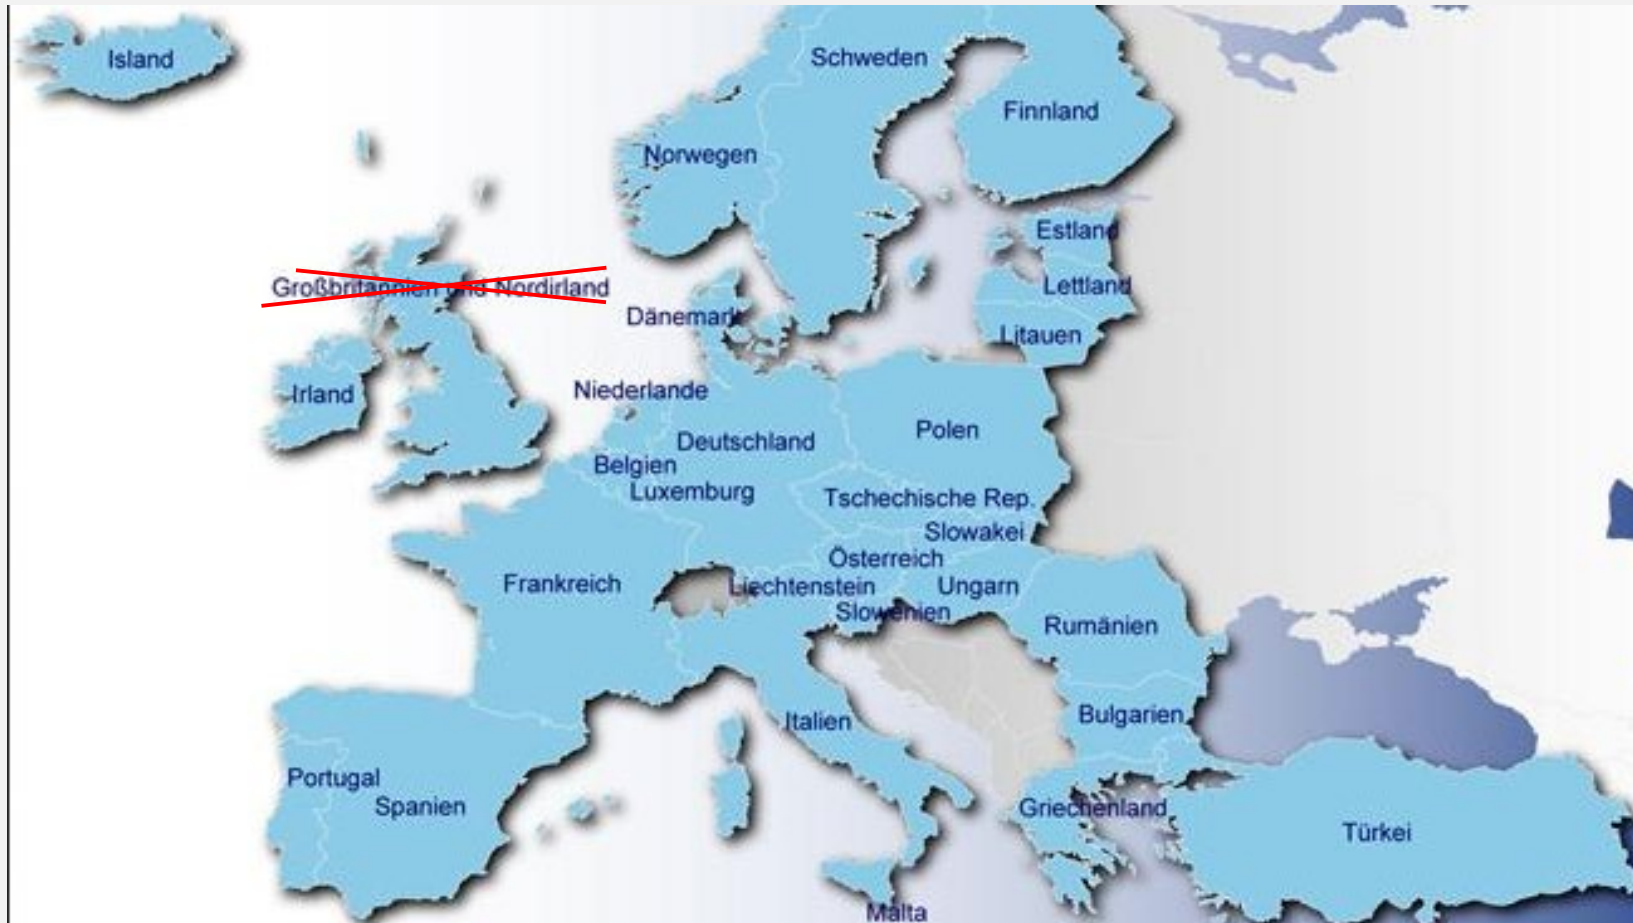 Island
Schweden
Finnland
Norwegen
Estland
Großbritannien und Nordirland
Lettland
Dänemark
Litauen
Irland
Niederlande
Polen
Deutschland
Belgien
Luxemburg
Tschechische Rep.
Slowakei
Österreich
Frankreich
Liechtenstein
Ungarn
Slowenien
Rumänien
Italien
Bulgarien
Portugal
Spanien
Griechenland
Türkei
Malta